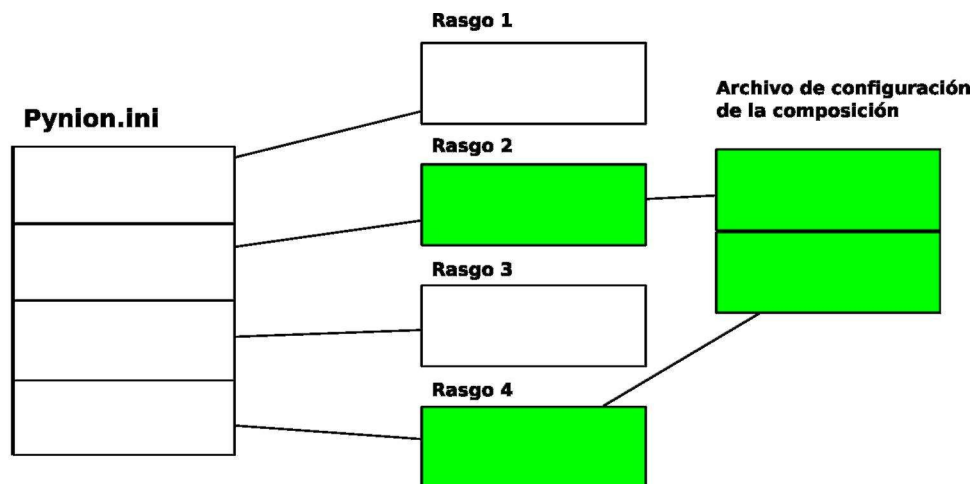 Rasgo 1
Pynion.ini
Rasgo 2
Archivo de configuración
de la composición
Rasgo 3
Rasgo 4